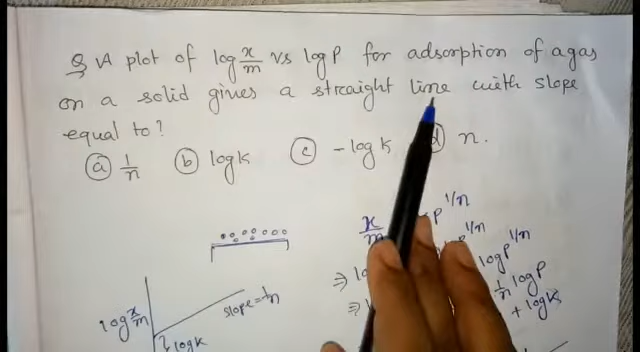 Q A plot of log x/m vs log P for adsorption of a gas
on a solid gives a straight line with slope
equal to?
(a) 1/n (b) log K (c) - log K (d) n.
x/m P^1/n
P^1/n log P^1/n
⇒ 1/n log P
⇒ + log K
log x/m slope = 1/n
log K